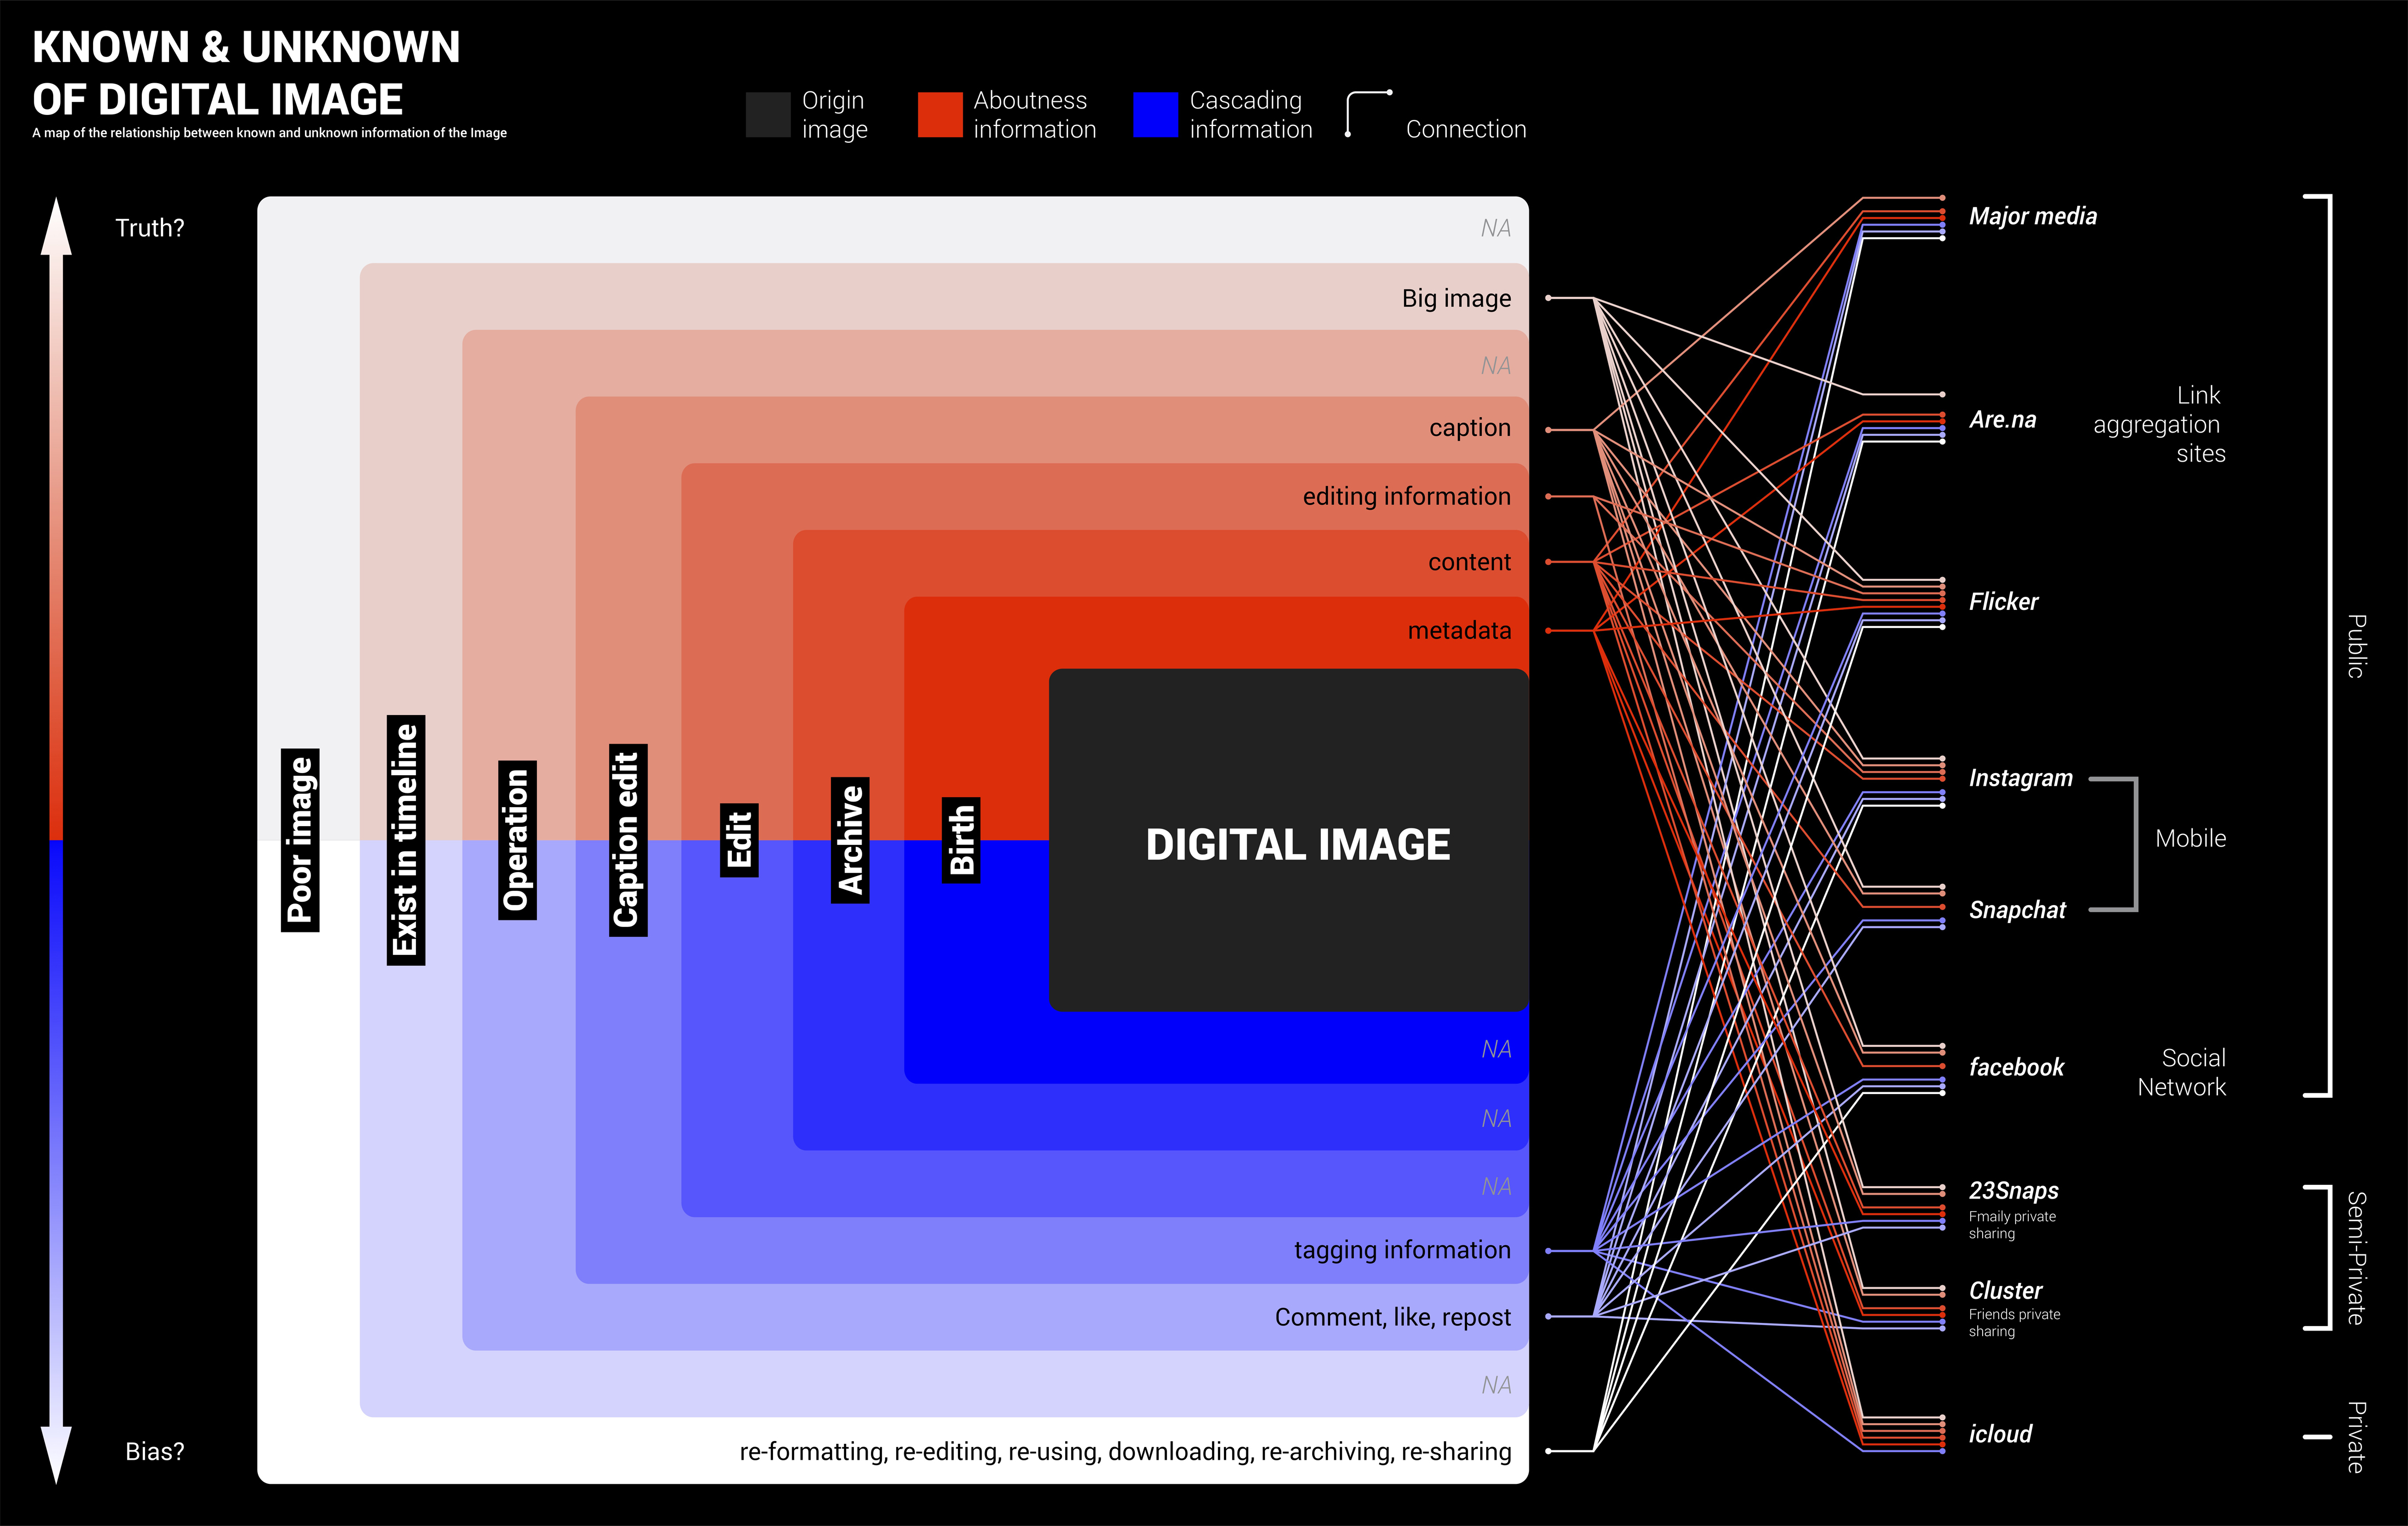 KNOWN & UNKNOWN
OF DIGITAL IMAGE
A map of the relationship between known and unknown information of the Image
Origin
image
Aboutness
information
Cascading
information
Connection
Truth?
Bias?
NA
Big image
NA
caption
editing information
content
metadata
Poor image
Exist in timeline
Operation
Caption edit
Edit
Archive
Birth
DIGITAL IMAGE
NA
NA
NA
tagging information
Comment, like, repost
NA
re-formatting, re-editing, re-using, downloading, re-archiving, re-sharing
Major media
Are.na
Link
aggregation
sites
Flicker
Instagram
Mobile
Snapchat
facebook
Social
Network
23Snaps
Fmaily private
sharing
Cluster
Friends private
sharing
icloud
Public
Semi-Private
Private